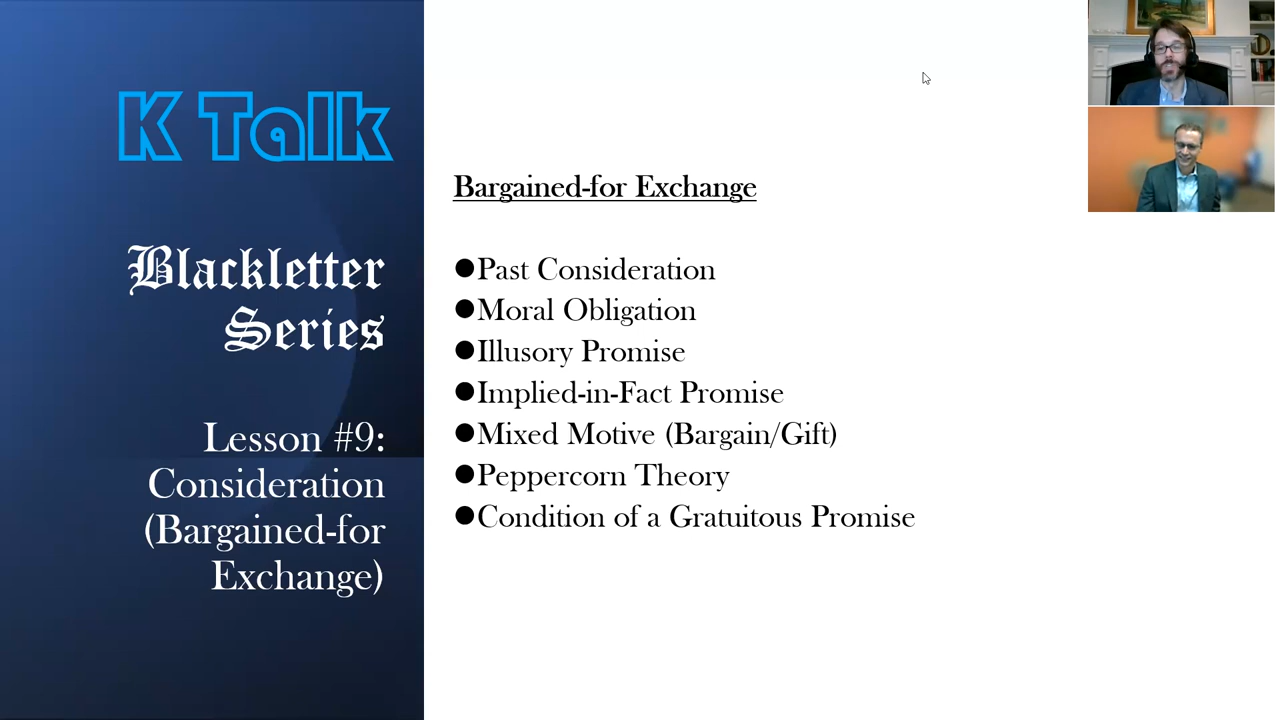 K Talk
Blackletter
Series
Lesson #9:
Consideration
(Bargained-for
Exchange)
Bargained-for Exchange
●Past Consideration
●Moral Obligation
●Illusory Promise
●Implied-in-Fact Promise
●Mixed Motive (Bargain/Gift)
●Peppercorn Theory
●Condition of a Gratuitous Promise